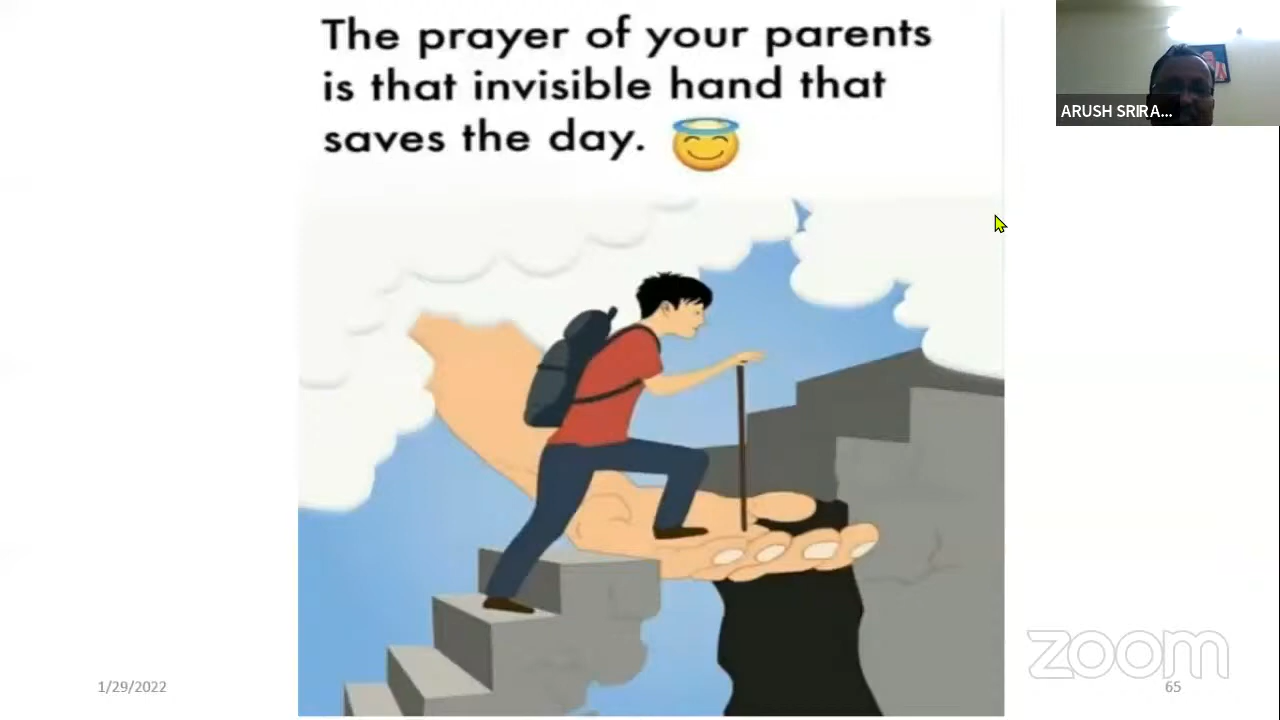 The prayer of your parents
is that invisible hand that
saves the day.
ARUSH SRIRA...
zoom
1/29/2022
65